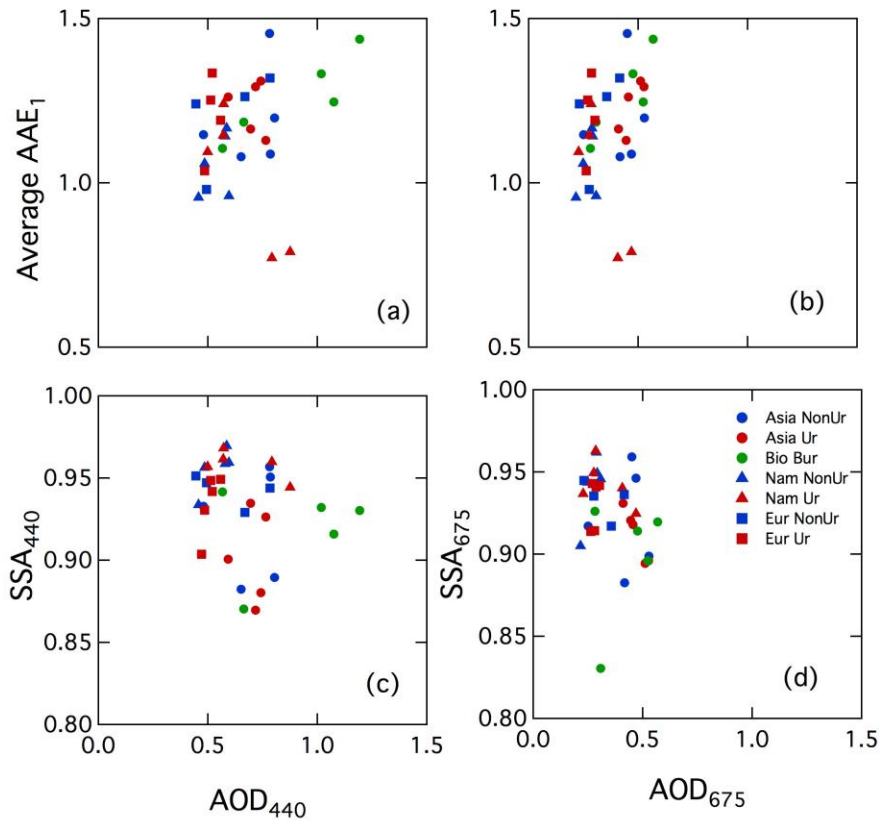 1.5
1.0
0.5
Average AAE₁
(a)
1.5
1.0
0.5
(b)
1.00
0.95
0.90
0.85
0.80
SSA₄₄₀
(c)
0.0 0.5 1.0 1.5
AOD₄₄₀
1.00
0.95
0.90
0.85
0.80
SSA₆₇₅
Asia NonUr
Asia Ur
Bio Bur
Nam NonUr
Nam Ur
Eur NonUr
Eur Ur
(d)
0.0 0.5 1.0 1.5
AOD₆₇₅